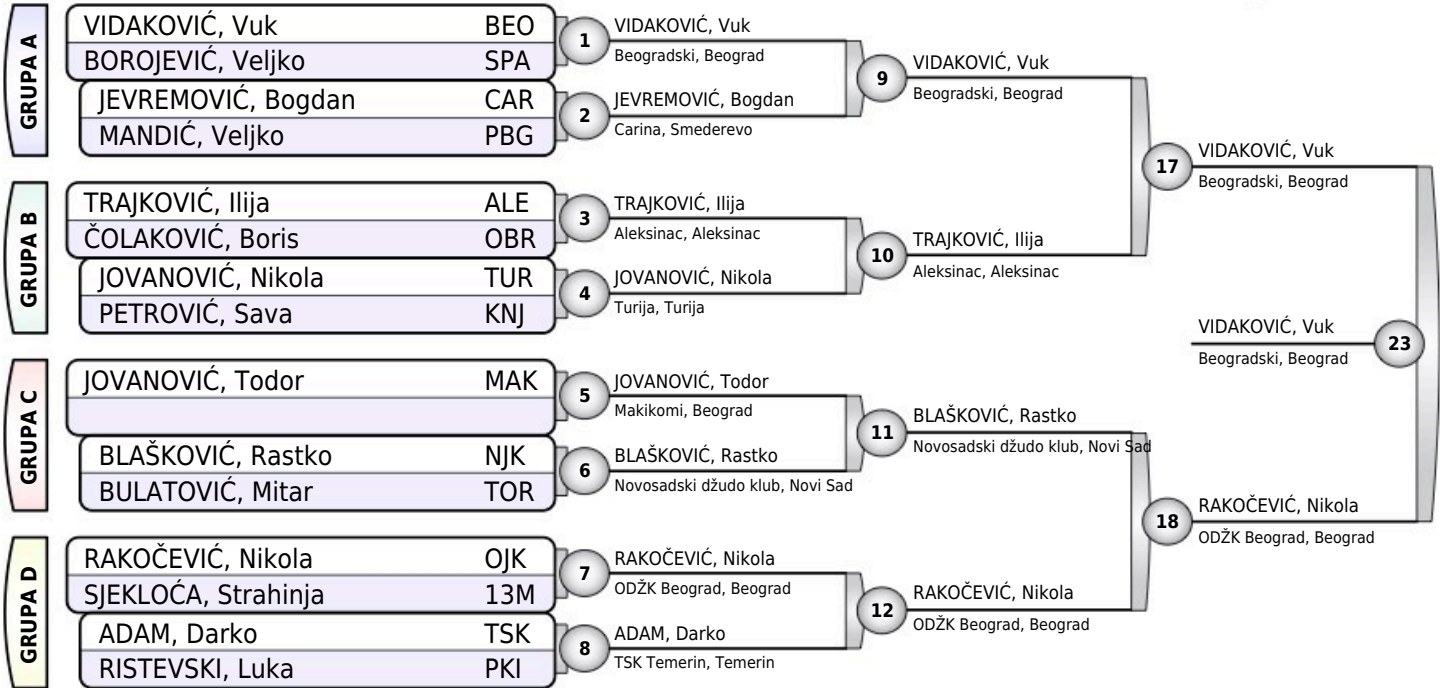 GRUPA A
VIDAKOVIĆ, Vuk BEO
BOROJEVIĆ, Veljko SPA
JEVREMOVIĆ, Bogdan CAR
MANDIĆ, Veljko PBG
GRUPA B
TRAJKOVIĆ, Ilija ALE
ČOLAKOVIĆ, Boris OBR
JOVANOVIĆ, Nikola TUR
PETROVIĆ, Sava KNJ
GRUPA C
JOVANOVIĆ, Todor MAK
BLAŠKOVIĆ, Rastko NJK
BULATOVIĆ, Mitar TOR
GRUPA D
RAKOČEVIĆ, Nikola OJK
SJEKLOĆA, Strahinja 13M
ADAM, Darko TSK
RISTEVSKI, Luka PKI
1
VIDAKOVIĆ, Vuk
Beogradski, Beograd
2
JEVREMOVIĆ, Bogdan
Carina, Smederevo
3
TRAJKOVIĆ, Ilija
Aleksinac, Aleksinac
4
JOVANOVIĆ, Nikola
Turija, Turija
5
JOVANOVIĆ, Todor
Makikomi, Beograd
6
BLAŠKOVIĆ, Rastko
Novosadski džudo klub, Novi Sad
7
RAKOČEVIĆ, Nikola
ODŽK Beograd, Beograd
8
ADAM, Darko
TSK Temerin, Temerin
9
VIDAKOVIĆ, Vuk
Beogradski, Beograd
10
TRAJKOVIĆ, Ilija
Aleksinac, Aleksinac
11
BLAŠKOVIĆ, Rastko
Novosadski džudo klub, Novi Sad
12
RAKOČEVIĆ, Nikola
ODŽK Beograd, Beograd
17
VIDAKOVIĆ, Vuk
Beogradski, Beograd
18
RAKOČEVIĆ, Nikola
ODŽK Beograd, Beograd
VIDAKOVIĆ, Vuk
Beogradski, Beograd
23